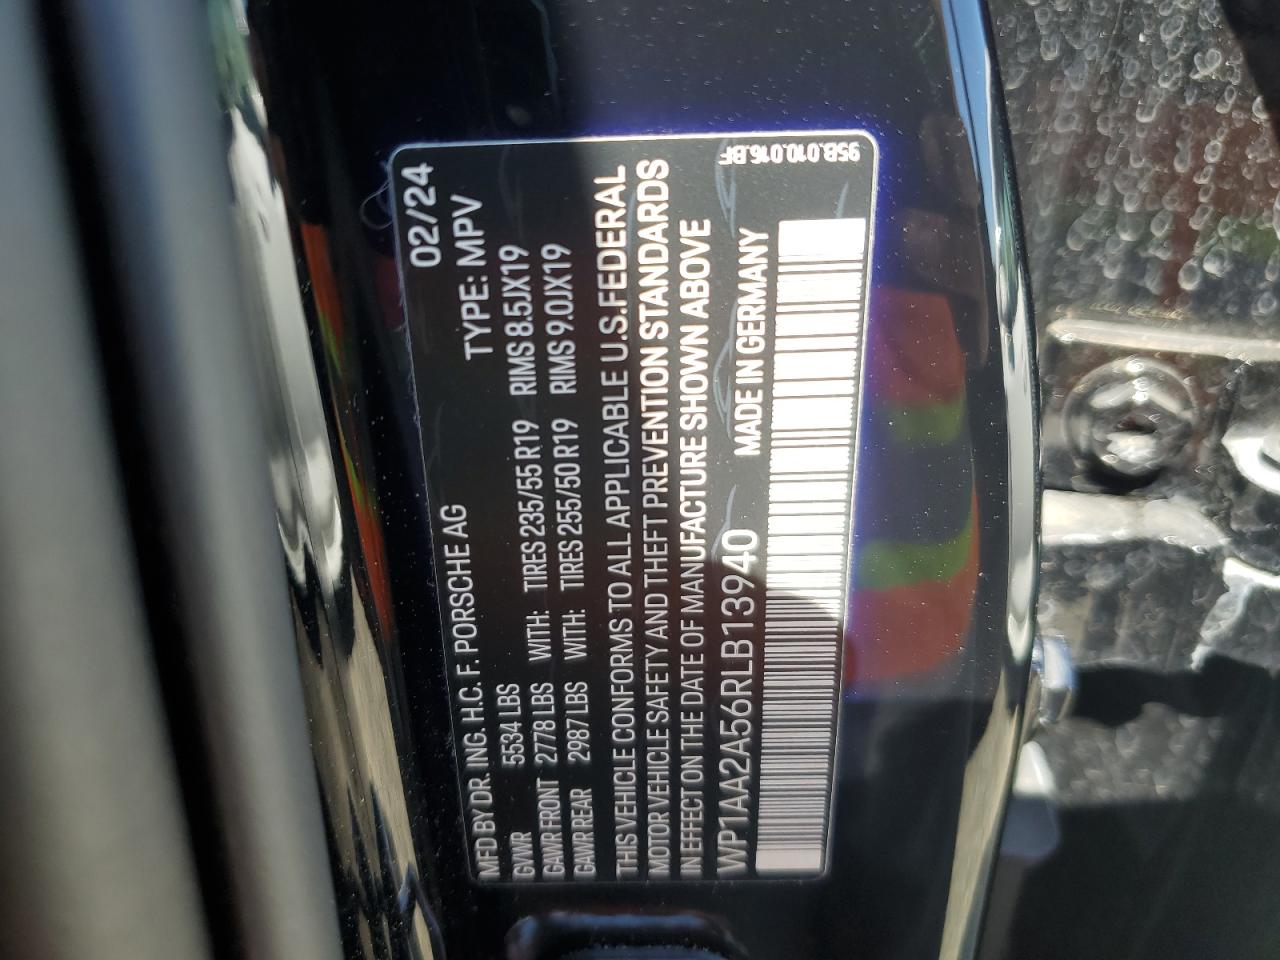 MFD BY DR. ING. H.C. F. PORSCHE AG 02/24
TYPE: MPV
GVWR 5534 LBS
GAWR FRONT 2778 LBS WITH: TIRES 235/55 R19 RIMS 8.5JX19
GAWR REAR 2987 LBS WITH: TIRES 255/50 R19 RIMS 9.0JX19
THIS VEHICLE CONFORMS TO ALL APPLICABLE U.S.FEDERAL
MOTOR VEHICLE SAFETY AND THEFT PREVENTION STANDARDS
IN EFFECT ON THE DATE OF MANUFACTURE SHOWN ABOVE
WP1AA2A56RLB13940 MADE IN GERMANY
95B.010.016.BF